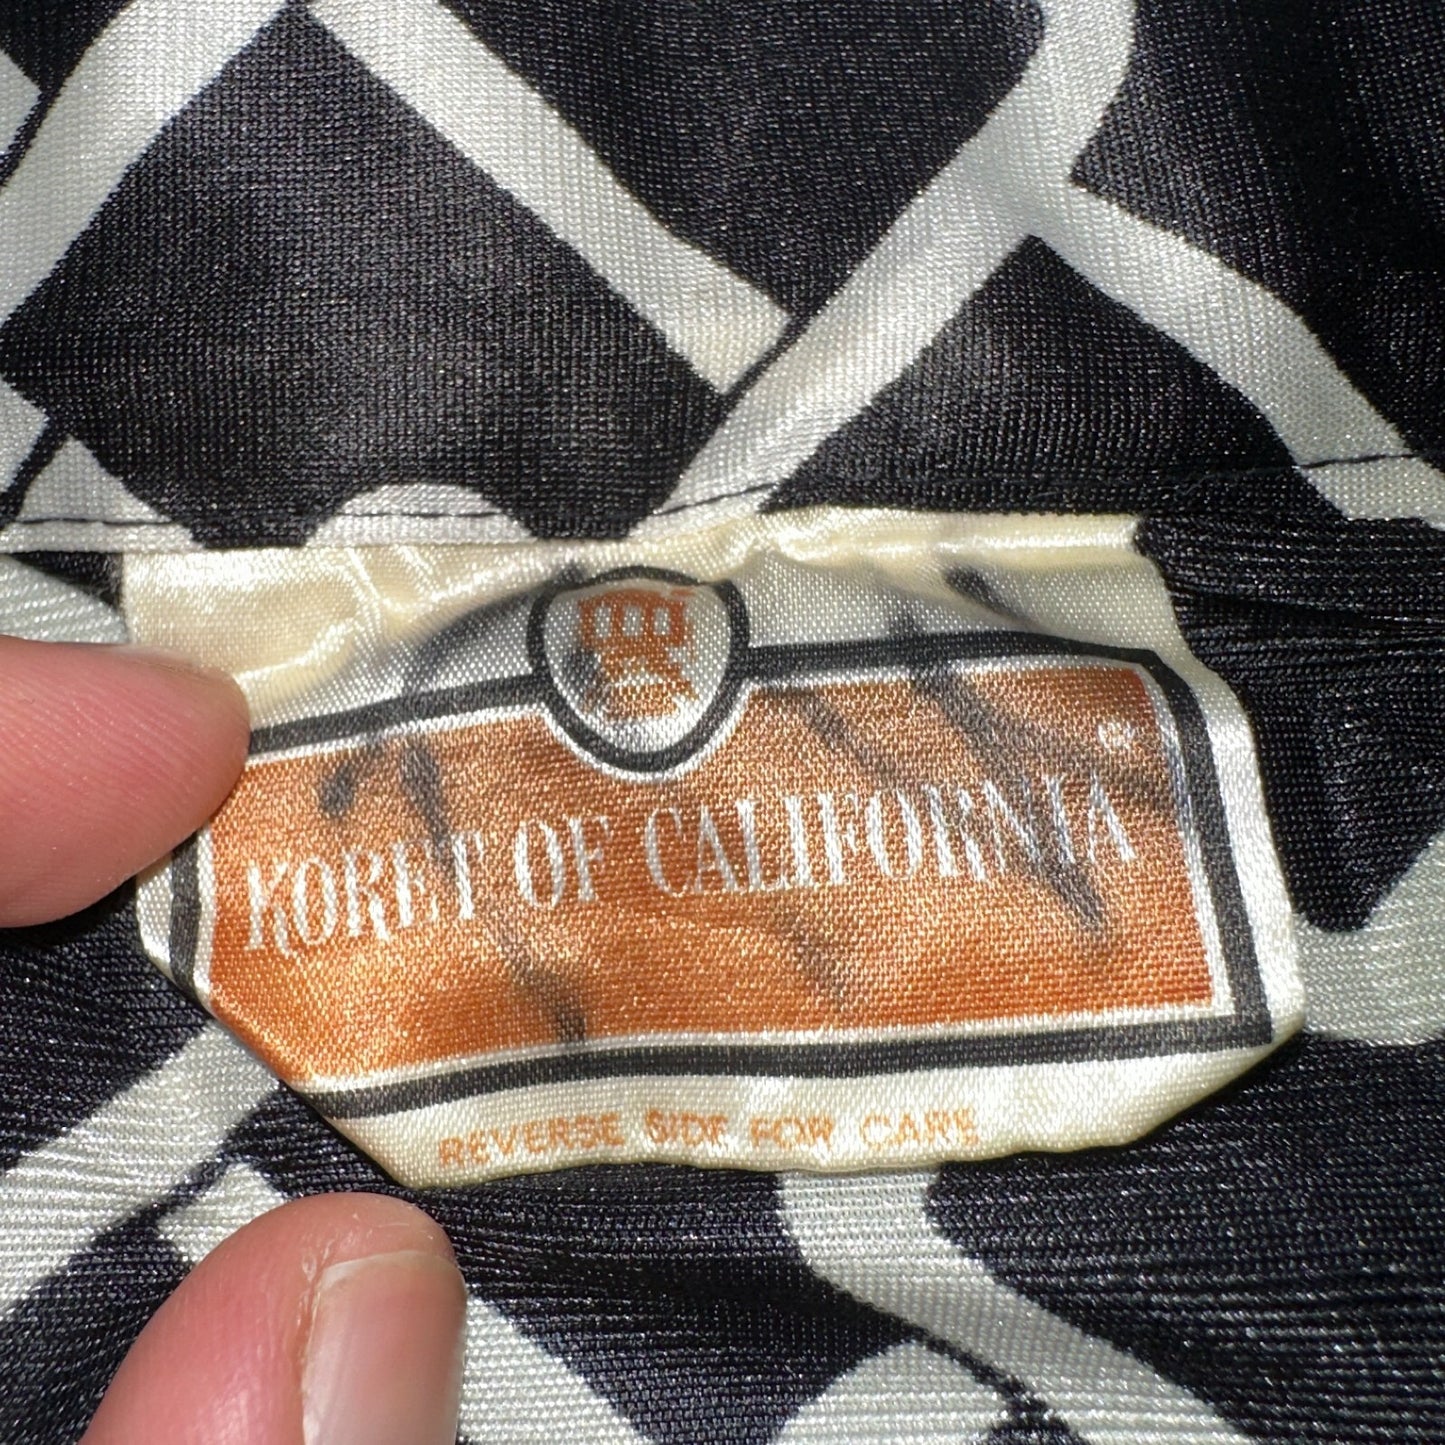 KORET OF CALIFORNIA ®
REVERSE SIDE FOR CARE